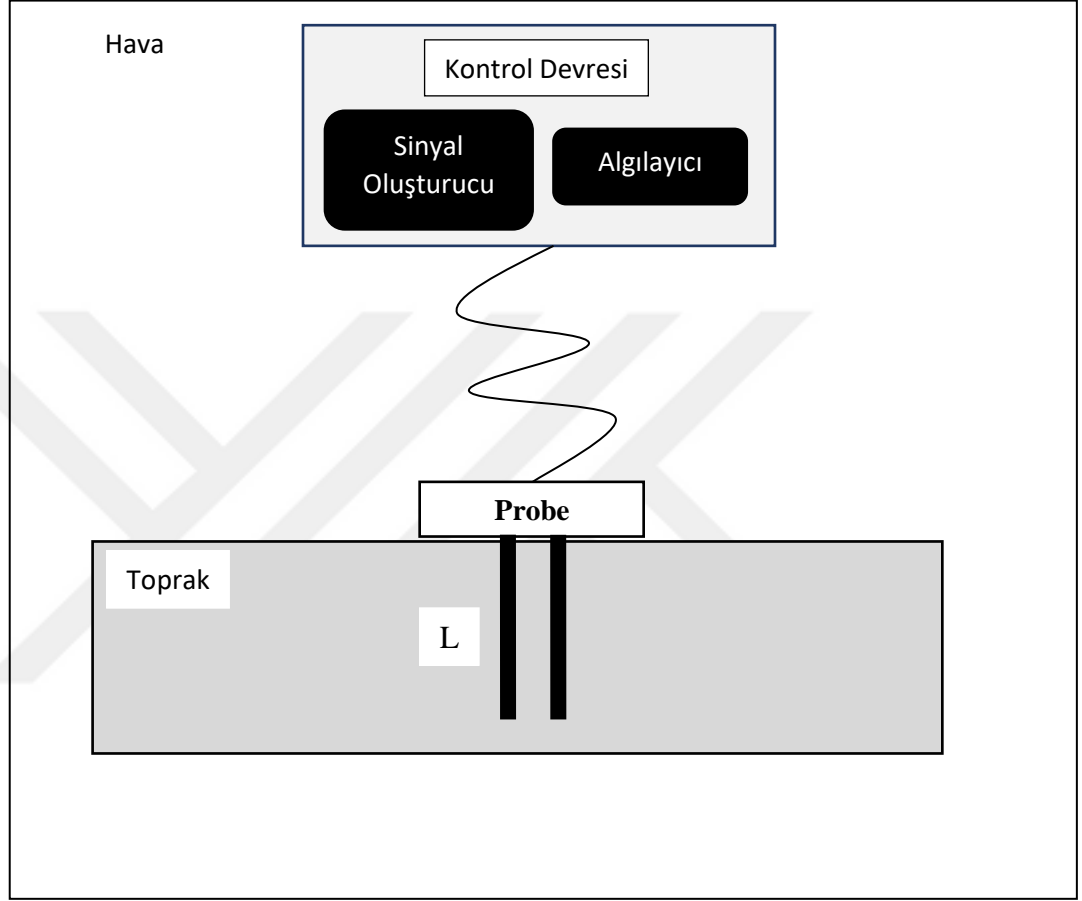 Hava
Kontrol Devresi
Sinyal
Oluşturucu
Algılayıcı
Probe
Toprak
L